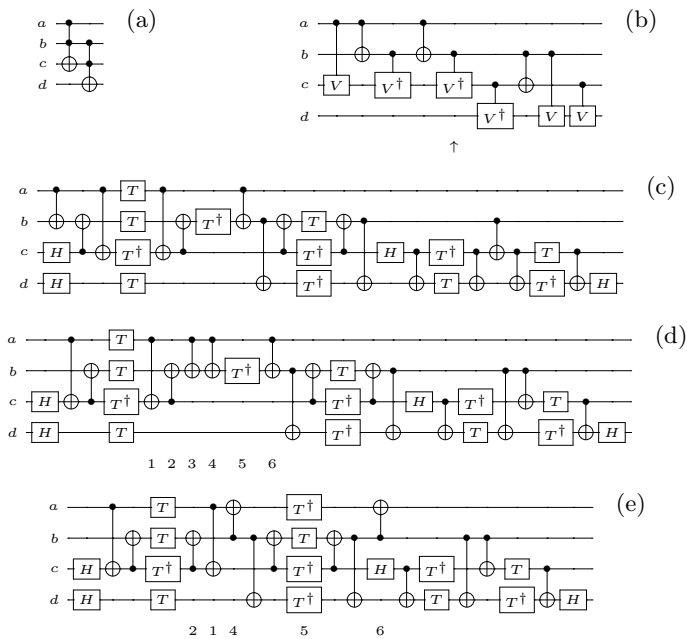 (a) (b)
a a
b b
c V V† V† c
d V† V V d
↑
(c)
a T
b T T† T
c H T† T† H T† T
d H T T† T T† H
(d)
a T
b T T† T
c H T† T† H T† T
d H T T† T T† H
1 2 3 4 5 6
(e)
a T T†
b T T
c H T† T† H T† T
d H T T† T T† H
2 1 4 5 6